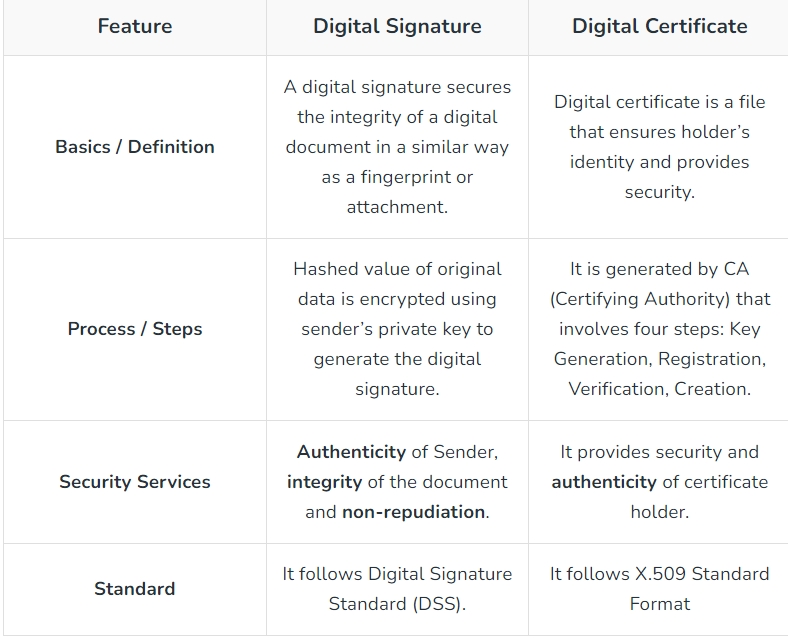 Feature Digital Signature Digital Certificate
Basics / Definition
A digital signature secures
the integrity of a digital
document in a similar way
as a fingerprint or
attachment.
Digital certificate is a file
that ensures holder’s
identity and provides
security.
Process / Steps
Hashed value of original
data is encrypted using
sender’s private key to
generate the digital
signature.
It is generated by CA
(Certifying Authority) that
involves four steps: Key
Generation, Registration,
Verification, Creation.
Security Services
Authenticity of Sender,
integrity of the document
and non-repudiation.
It provides security and
authenticity of certificate
holder.
Standard
It follows Digital Signature
Standard (DSS).
It follows X.509 Standard
Format